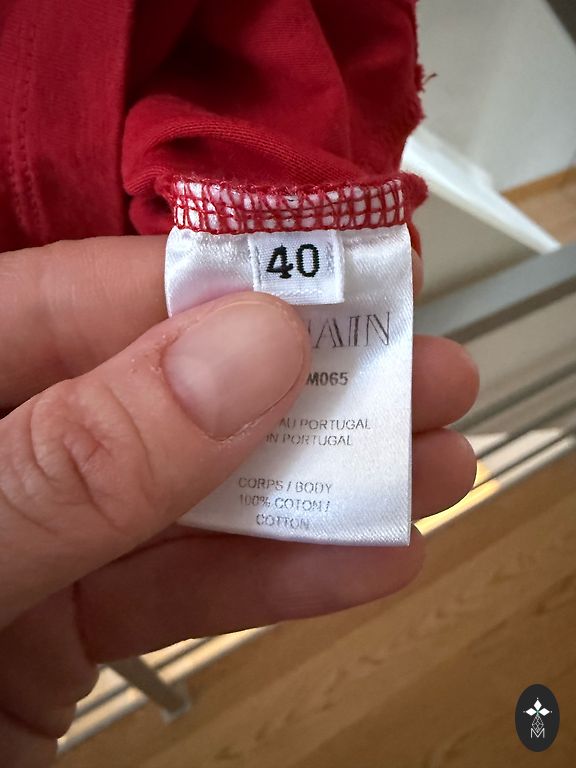 40
AIN
M065
AU PORTUGAL
IN PORTUGAL
CORPS / BODY
100% COTON /
COTTON
M